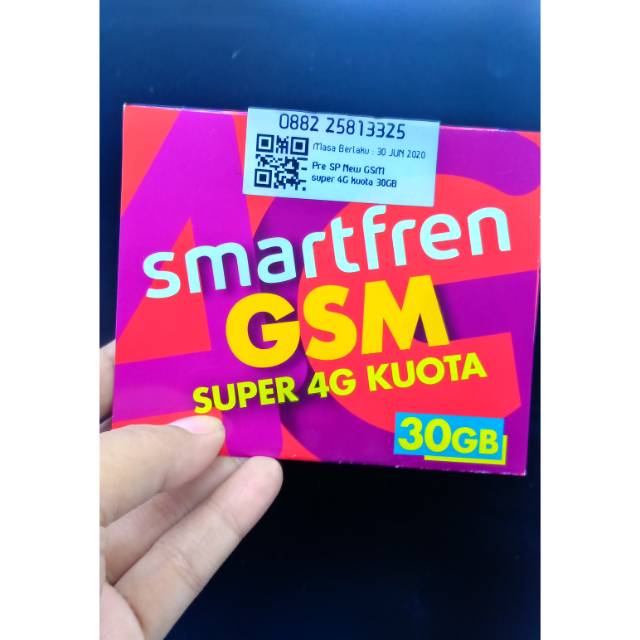 0882 25813325
Masa Berlaku : 30 JUN 2020
Pre SP New GSM
super 4G kuota 30GB
4G
smartfren
GSM
SUPER 4G KUOTA
30GB